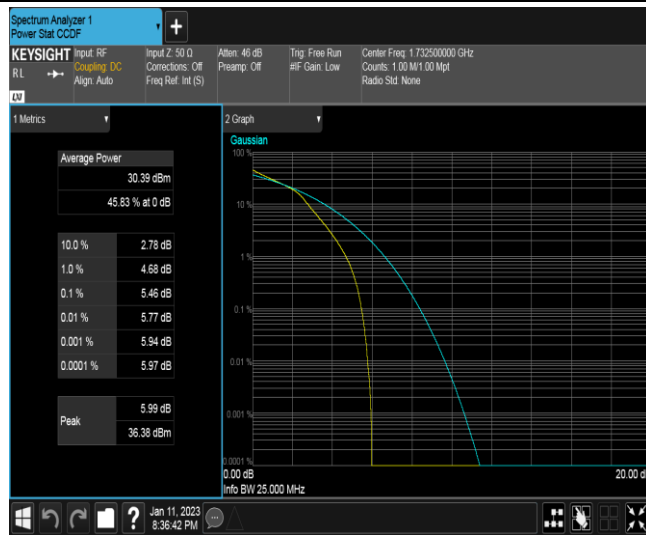 Spectrum Analyzer 1
Power Stat CCDF
+
KEYSIGHT
RL
Input: RF
Coupling: DC
Align: Auto
Input Z: 50 Ω
Corrections: Off
Freq Ref: Int (S)
Atten: 46 dB
Preamp: Off
Trig: Free Run
#IF Gain: Low
Center Freq: 1.732500000 GHz
Counts: 1.00 M/1.00 Mpt
Radio Std: None
1 Metrics
Average Power
30.39 dBm
45.83 % at 0 dB
10.0 % 2.78 dB
1.0 % 4.68 dB
0.1 % 5.46 dB
0.01 % 5.77 dB
0.001 % 5.94 dB
0.0001 % 5.97 dB
Peak
5.99 dB
36.38 dBm
2 Graph
Gaussian
100 %
10 %
1 %
0.1 %
0.01 %
0.001 %
0.0001 %
0.00 dB
20.00 d
Info BW 25.000 MHz
?
Jan 11, 2023
8:36:42 PM